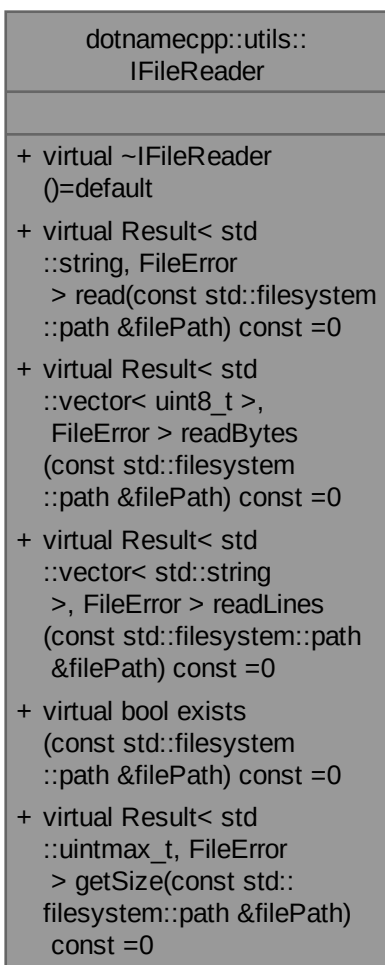 dotnamecpp::utils::
IFileReader
+ virtual ~IFileReader
()=default
+ virtual Result< std
::string, FileError
> read(const std::filesystem
::path &filePath) const =0
+ virtual Result< std
::vector< uint8_t >,
FileError > readBytes
(const std::filesystem
::path &filePath) const =0
+ virtual Result< std
::vector< std::string
>, FileError > readLines
(const std::filesystem::path
&filePath) const =0
+ virtual bool exists
(const std::filesystem
::path &filePath) const =0
+ virtual Result< std
::uintmax_t, FileError
> getSize(const std::
filesystem::path &filePath)
const =0